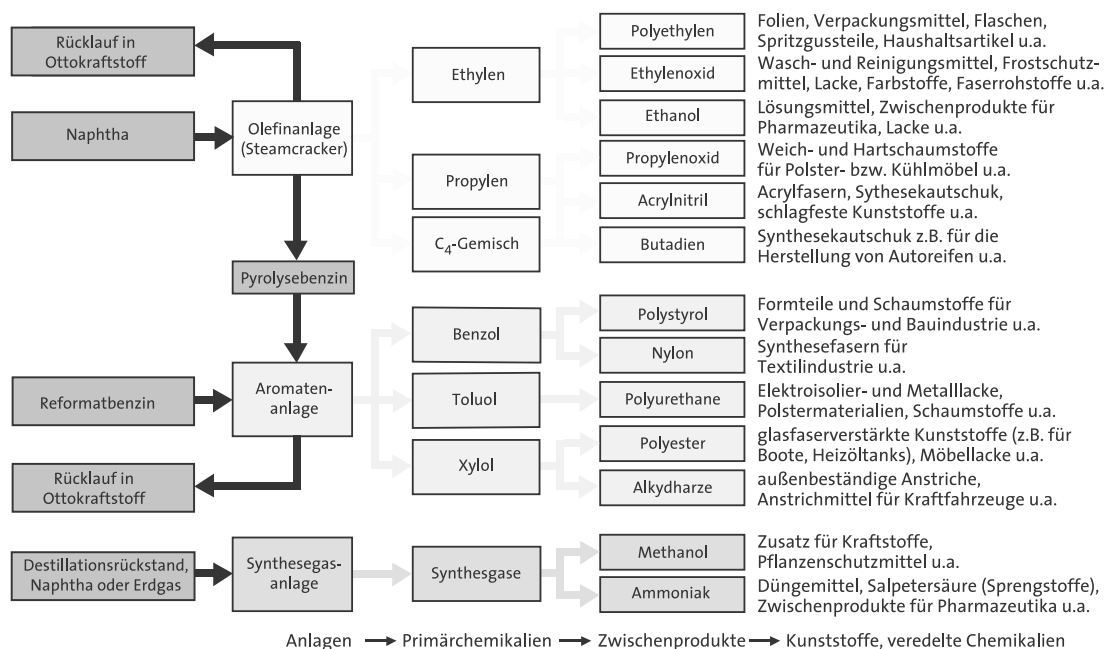 Rücklauf in
Ottokraftstoff
Naphtha
Olefinanlage
(Steamcracker)
Pyrolysebenzin
Reformatbenzin
Aromaten-
anlage
Rücklauf in
Ottokraftstoff
Destillationsrückstand,
Naphtha oder Erdgas
Synthesegas-
anlage
Ethylen
Propylen
C₄-Gemisch
Benzol
Toluol
Xylol
Synthesgase
Polyethylen
Folien, Verpackungsmittel, Flaschen,
Spritzgussteile, Haushaltsartikel u.a.
Ethylenoxid
Wasch- und Reinigungsmittel, Frostschutz-
mittel, Lacke, Farbstoffe, Faserrohstoffe u.a.
Ethanol
Lösungsmittel, Zwischenprodukte für
Pharmazeutika, Lacke u.a.
Propylenoxid
Weich- und Hartschaumstoffe
für Polster- bzw. Kühlmöbel u.a.
Acrylnitril
Acrylfasern, Sythesekautschuk,
schlagfeste Kunststoffe u.a.
Butadien
Synthesekautschuk z.B. für die
Herstellung von Autoreifen u.a.
Polystyrol
Formteile und Schaumstoffe für
Verpackungs- und Bauindustrie u.a.
Nylon
Synthesefasern für
Textilindustrie u.a.
Polyurethane
Elektroisolier- und Metalllacke,
Polstermaterialien, Schaumstoffe u.a.
Polyester
glasfaserverstärkte Kunststoffe (z.B. für
Boote, Heizöltanks), Möbellacke u.a.
Alkydharze
außenbeständige Anstriche,
Anstrichmittel für Kraftfahrzeuge u.a.
Methanol
Zusatz für Kraftstoffe,
Pflanzenschutzmittel u.a.
Ammoniak
Düngemittel, Salpetersäure (Sprengstoffe),
Zwischenprodukte für Pharmazeutika u.a.
Anlagen → Primärchemikalien → Zwischenprodukte → Kunststoffe, veredelte Chemikalien